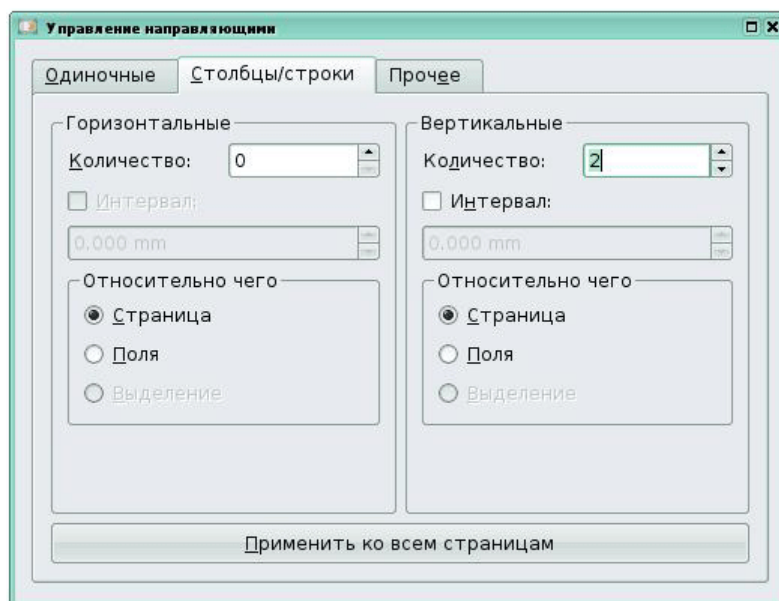 Управление направляющими
Одиночные Столбцы/строки Прочее
Горизонтальные
Количество: 0
Интервал:
0.000 mm
Относительно чего
Страница
Поля
Выделение
Вертикальные
Количество: 2
Интервал:
0.000 mm
Относительно чего
Страница
Поля
Выделение
Применить ко всем страницам